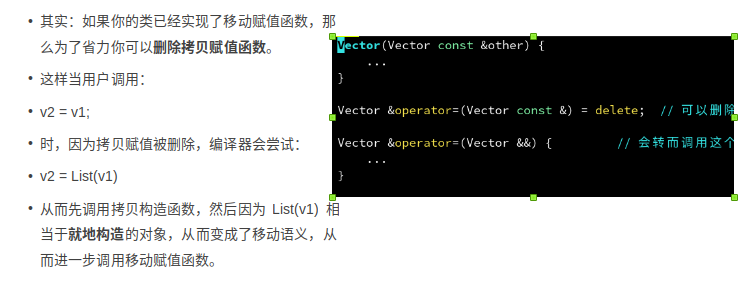 • 其实：如果你的类已经实现了移动赋值函数，那
么为了省力你可以删除拷贝赋值函数。
• 这样当用户调用：
• v2 = v1;
• 时，因为拷贝赋值被删除，编译器会尝试：
• v2 = List(v1)
• 从而先调用拷贝构造函数，然后因为 List(v1) 相
当于就地构造的对象，从而变成了移动语义，从
而进一步调用移动赋值函数。
Vector(Vector const &other) {
...
}
Vector &operator=(Vector const &) = delete; // 可以删除
Vector &operator=(Vector &&) { // 会转而调用这个
...
}